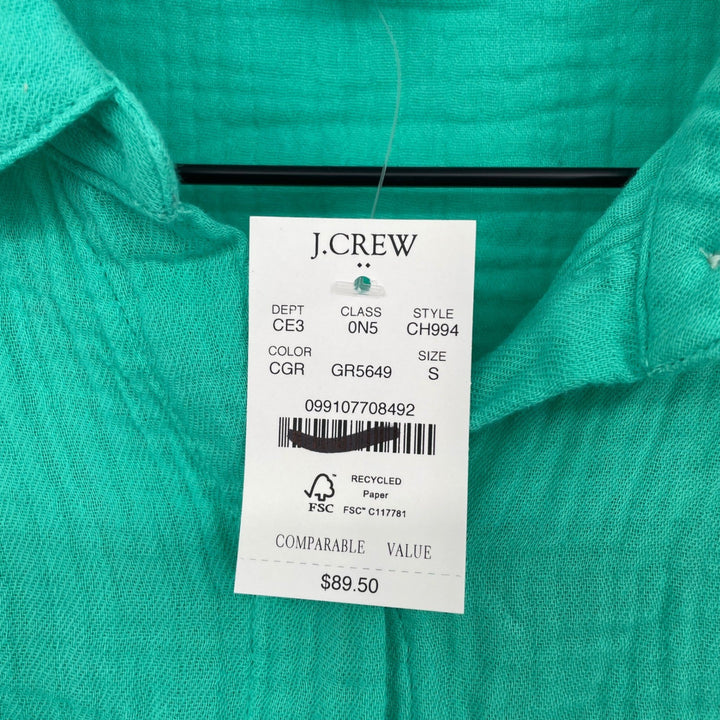 J.CREW
DEPT CLASS STYLE
CE3 0N5 CH994
COLOR SIZE
CGR GR5649 S
099107708492
RECYCLED
Paper
FSC FSC™ C117781
COMPARABLE VALUE
$89.50